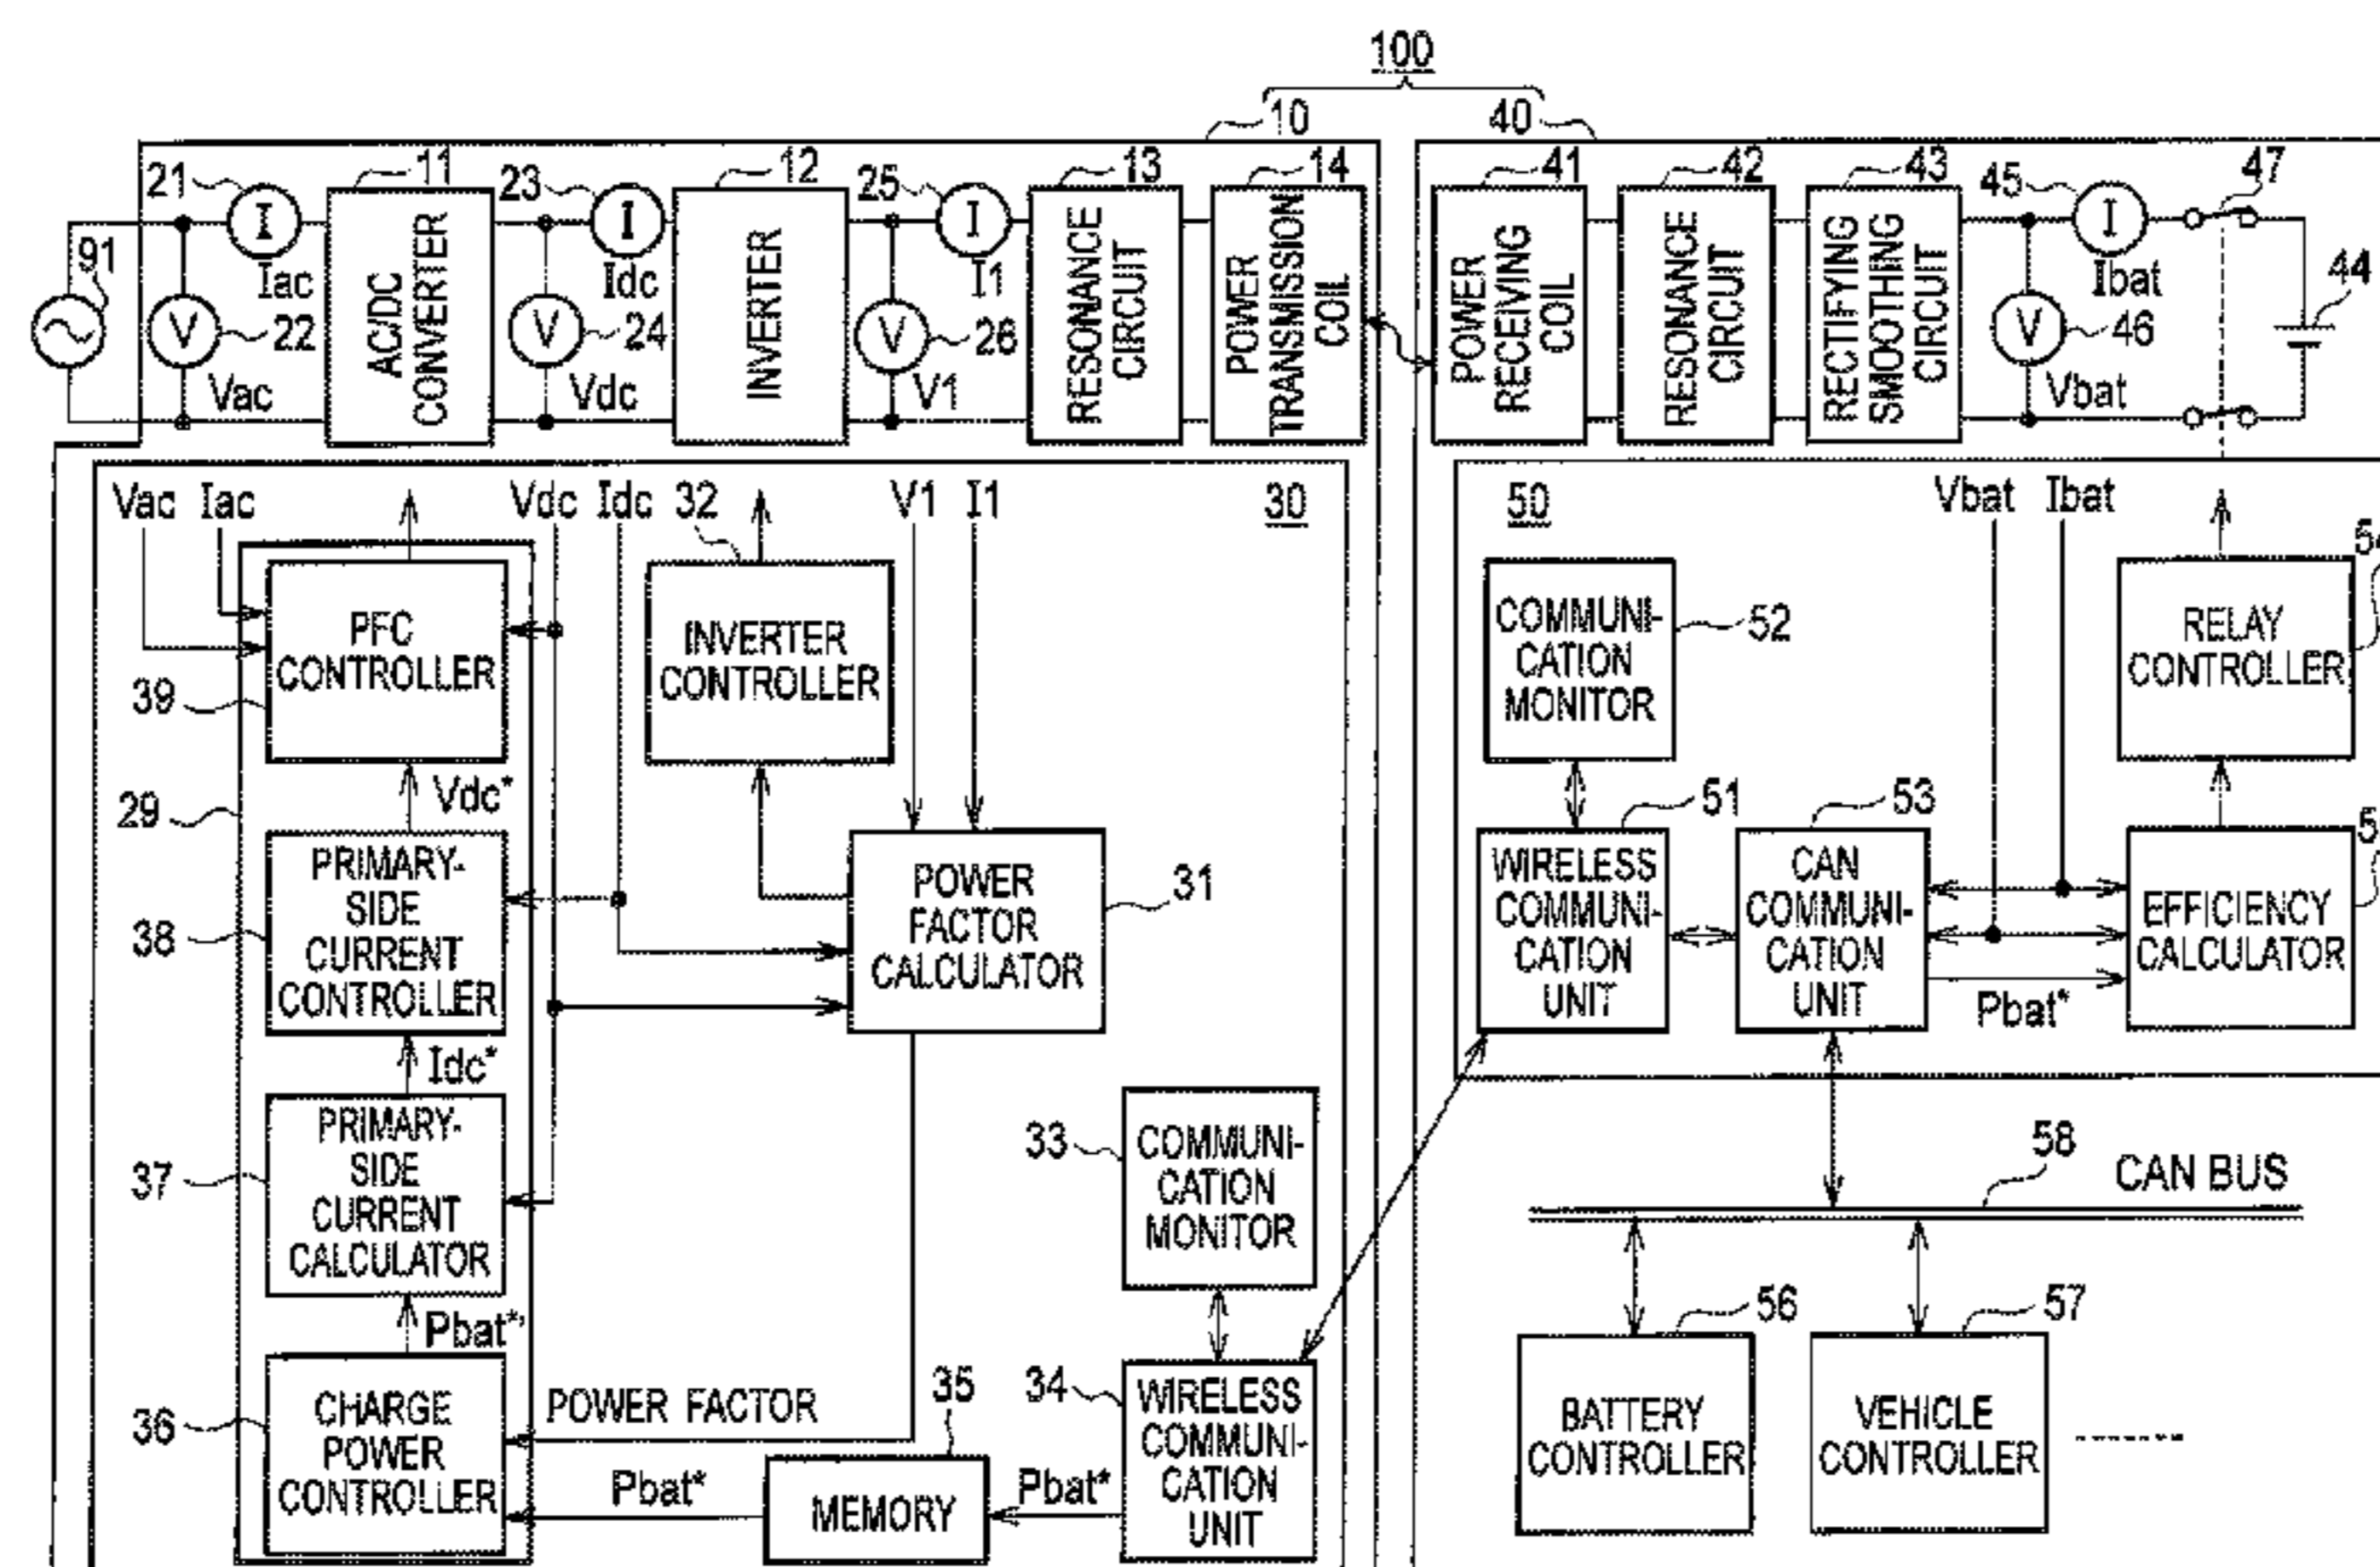 100
10
40
21
11
23
12
25
13
14
41
42
43
45
47
91
I
Iac
V
22
Vac
AC/DC
CONVERTER
I
Idc
V
24
Vdc
INVERTER
I
I1
V
26
V1
RESONANCE
CIRCUIT
POWER
TRANSMISSION
COIL
POWER
RECEIVING
COIL
RESONANCE
CIRCUIT
RECTIFYING
SMOOTHING
CIRCUIT
I
Ibat
V
46
Vbat
44
Vac Iac
Vdc Idc
32
V1 I1
30
PFC
CONTROLLER
39
INVERTER
CONTROLLER
29
Vdc*
PRIMARY-
SIDE
CURRENT
CONTROLLER
38
POWER
FACTOR
CALCULATOR
31
Idc*
PRIMARY-
SIDE
CURRENT
CALCULATOR
37
33
COMMUNI-
CATION
MONITOR
Pbat*'
CHARGE
POWER
CONTROLLER
36
POWER FACTOR
35
34
WIRELESS
COMMUNI-
CATION
UNIT
Pbat*
MEMORY
Pbat*
50
Vbat Ibat
COMMUNI-
CATION
MONITOR
52
RELAY
CONTROLLER
51
53
WIRELESS
COMMUNI-
CATION
UNIT
CAN
COMMUNI-
CATION
UNIT
EFFICIENCY
CALCULATOR
Pbat*
58
CAN BUS
56
57
BATTERY
CONTROLLER
VEHICLE
CONTROLLER